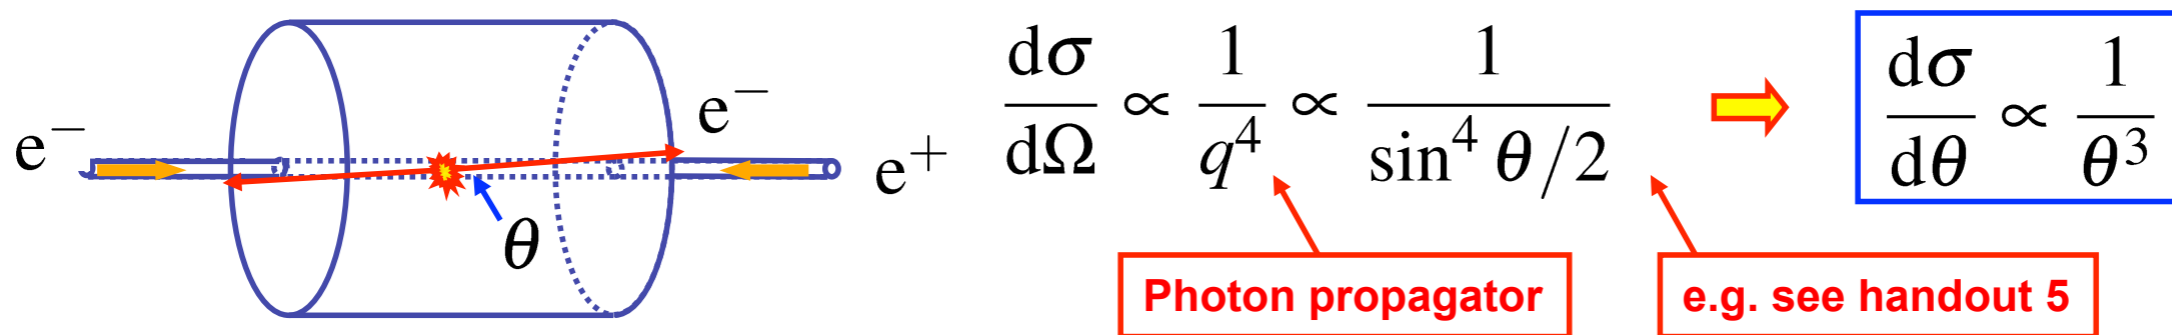 e⁻
e⁻
θ
e⁺
dσ/dΩ ∝ 1/q⁴ ∝ 1/sin⁴ θ/2
dσ/dθ ∝ 1/θ³
Photon propagator
e.g. see handout 5